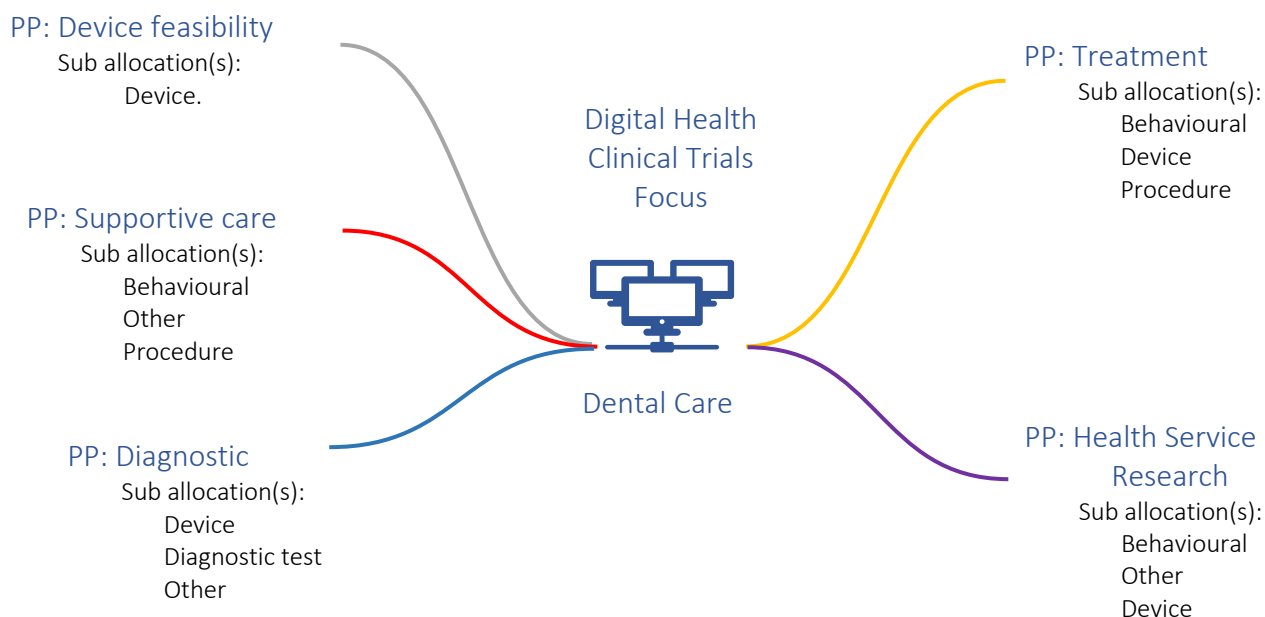 PP: Device feasibility
Sub allocation(s):
Device.
PP: Supportive care
Sub allocation(s):
Behavioural
Other
Procedure
PP: Diagnostic
Sub allocation(s):
Device
Diagnostic test
Other
Digital Health
Clinical Trials
Focus
Dental Care
PP: Treatment
Sub allocation(s):
Behavioural
Device
Procedure
PP: Health Service
Research
Sub allocation(s):
Behavioural
Other
Device